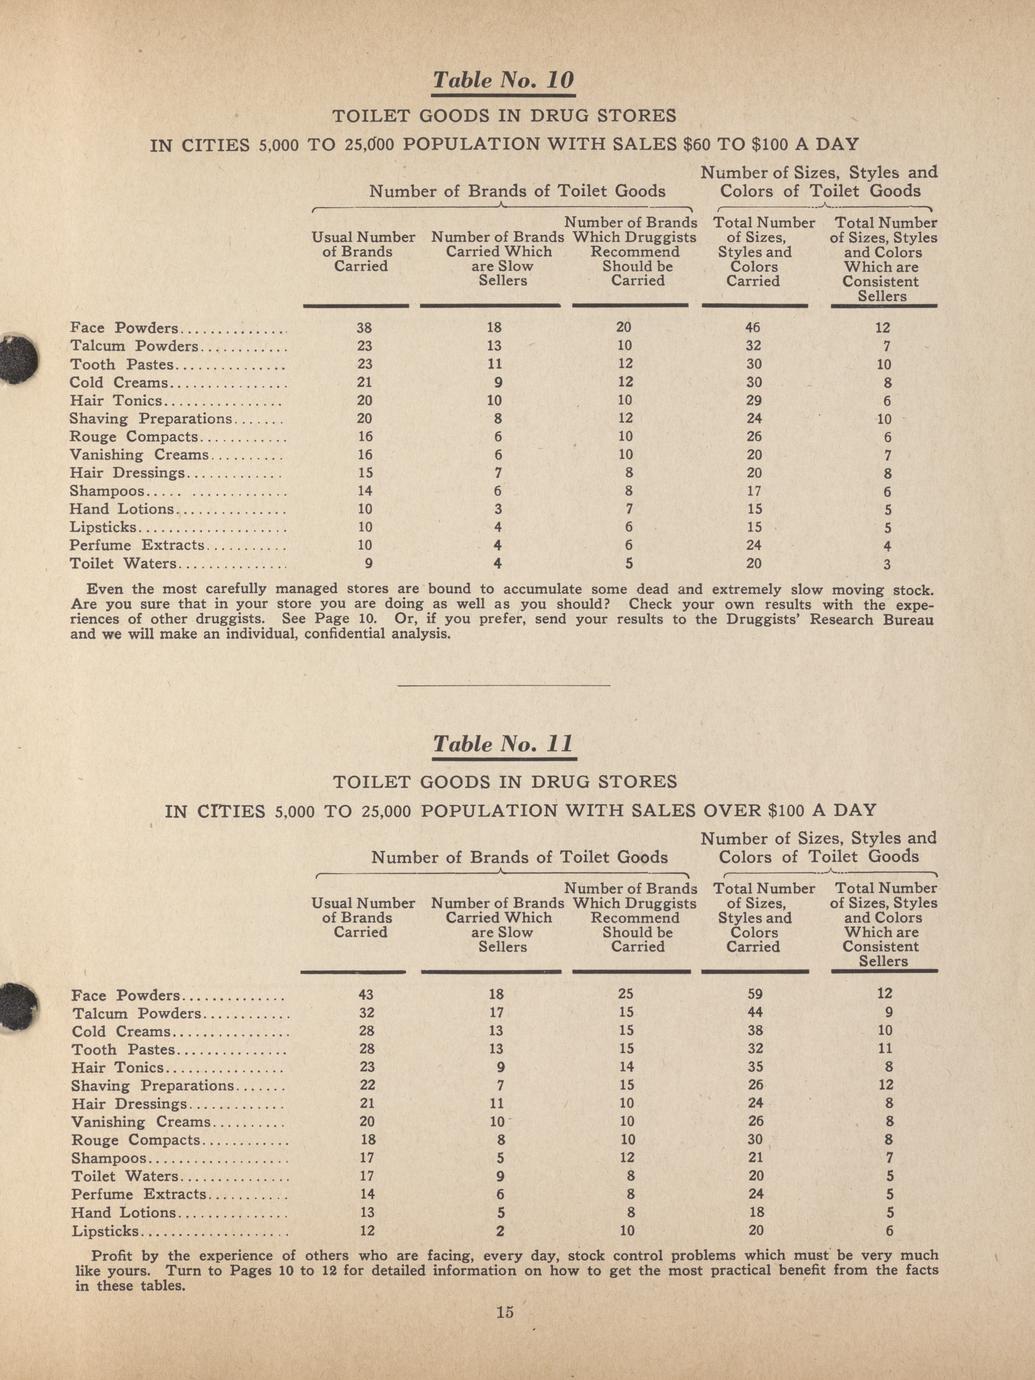 Table No. 10
TOILET GOODS IN DRUG STORES
IN CITIES 5,000 TO 25,000 POPULATION WITH SALES $60 TO $100 A DAY
Number of Brands of Toilet Goods
Number of Sizes, Styles and
Colors of Toilet Goods
Usual Number
of Brands
Carried
Number of Brands
Carried Which
are Slow
Sellers
Number of Brands
Which Druggists
Recommend
Should be
Carried
Total Number
of Sizes,
Styles and
Colors
Carried
Total Number
of Sizes, Styles
and Colors
Which are
Consistent
Sellers
Face Powders.............. 38 18 20 46 12
Talcum Powders............ 23 13 10 32 7
Tooth Pastes............... 23 11 12 30 10
Cold Creams................ 21 9 12 30 8
Hair Tonics................ 20 10 10 29 6
Shaving Preparations....... 20 8 12 24 10
Rouge Compacts............ 16 6 10 26 6
Vanishing Creams.......... 16 6 10 20 7
Hair Dressings............. 15 7 8 20 8
Shampoos..... ............. 14 6 8 17 6
Hand Lotions............... 10 3 7 15 5
Lipsticks.................... 10 4 6 15 5
Perfume Extracts........... 10 4 6 24 4
Toilet Waters............... 9 4 5 20 3
Even the most carefully managed stores are bound to accumulate some dead and extremely slow moving stock.
Are you sure that in your store you are doing as well as you should? Check your own results with the expe-
riences of other druggists. See Page 10. Or, if you prefer, send your results to the Druggists' Research Bureau
and we will make an individual, confidential analysis.
Table No. 11
TOILET GOODS IN DRUG STORES
IN CITIES 5,000 TO 25,000 POPULATION WITH SALES OVER $100 A DAY
Number of Brands of Toilet Goods
Number of Sizes, Styles and
Colors of Toilet Goods
Usual Number
of Brands
Carried
Number of Brands
Carried Which
are Slow
Sellers
Number of Brands
Which Druggists
Recommend
Should be
Carried
Total Number
of Sizes,
Styles and
Colors
Carried
Total Number
of Sizes, Styles
and Colors
Which are
Consistent
Sellers
Face Powders.............. 43 18 25 59 12
Talcum Powders............ 32 17 15 44 9
Cold Creams................ 28 13 15 38 10
Tooth Pastes............... 28 13 15 32 11
Hair Tonics................ 23 9 14 35 8
Shaving Preparations....... 22 7 15 26 12
Hair Dressings............. 21 11 10 24 8
Vanishing Creams.......... 20 10 10 26 8
Rouge Compacts............ 18 8 10 30 8
Shampoos................... 17 5 12 21 7
Toilet Waters............... 17 9 8 20 5
Perfume Extracts........... 14 6 8 24 5
Hand Lotions............... 13 5 8 18 5
Lipsticks.................... 12 2 10 20 6
Profit by the experience of others who are facing, every day, stock control problems which must be very much
like yours. Turn to Pages 10 to 12 for detailed information on how to get the most practical benefit from the facts
in these tables.
15